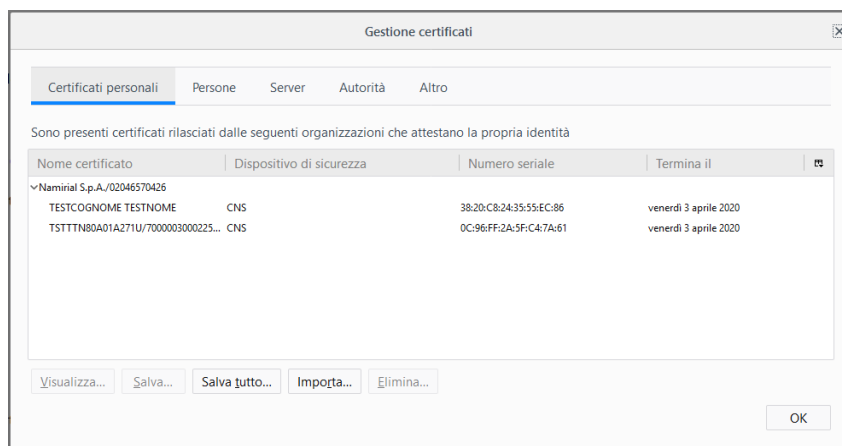 Gestione certificati
Certificati personali Persone Server Autorità Altro
Sono presenti certificati rilasciati dalle seguenti organizzazioni che attestano la propria identità
Nome certificato Dispositivo di sicurezza Numero seriale Termina il
Namirial S.p.A./02046570426
TESTCOGNOME TESTNOME CNS 38:20:C8:24:35:55:EC:86 venerdì 3 aprile 2020
TSTTTN80A01A271U/7000003000225... CNS 0C:96:FF:2A:5F:C4:7A:61 venerdì 3 aprile 2020
Visualizza... Salva... Salva tutto... Importa... Elimina...
OK